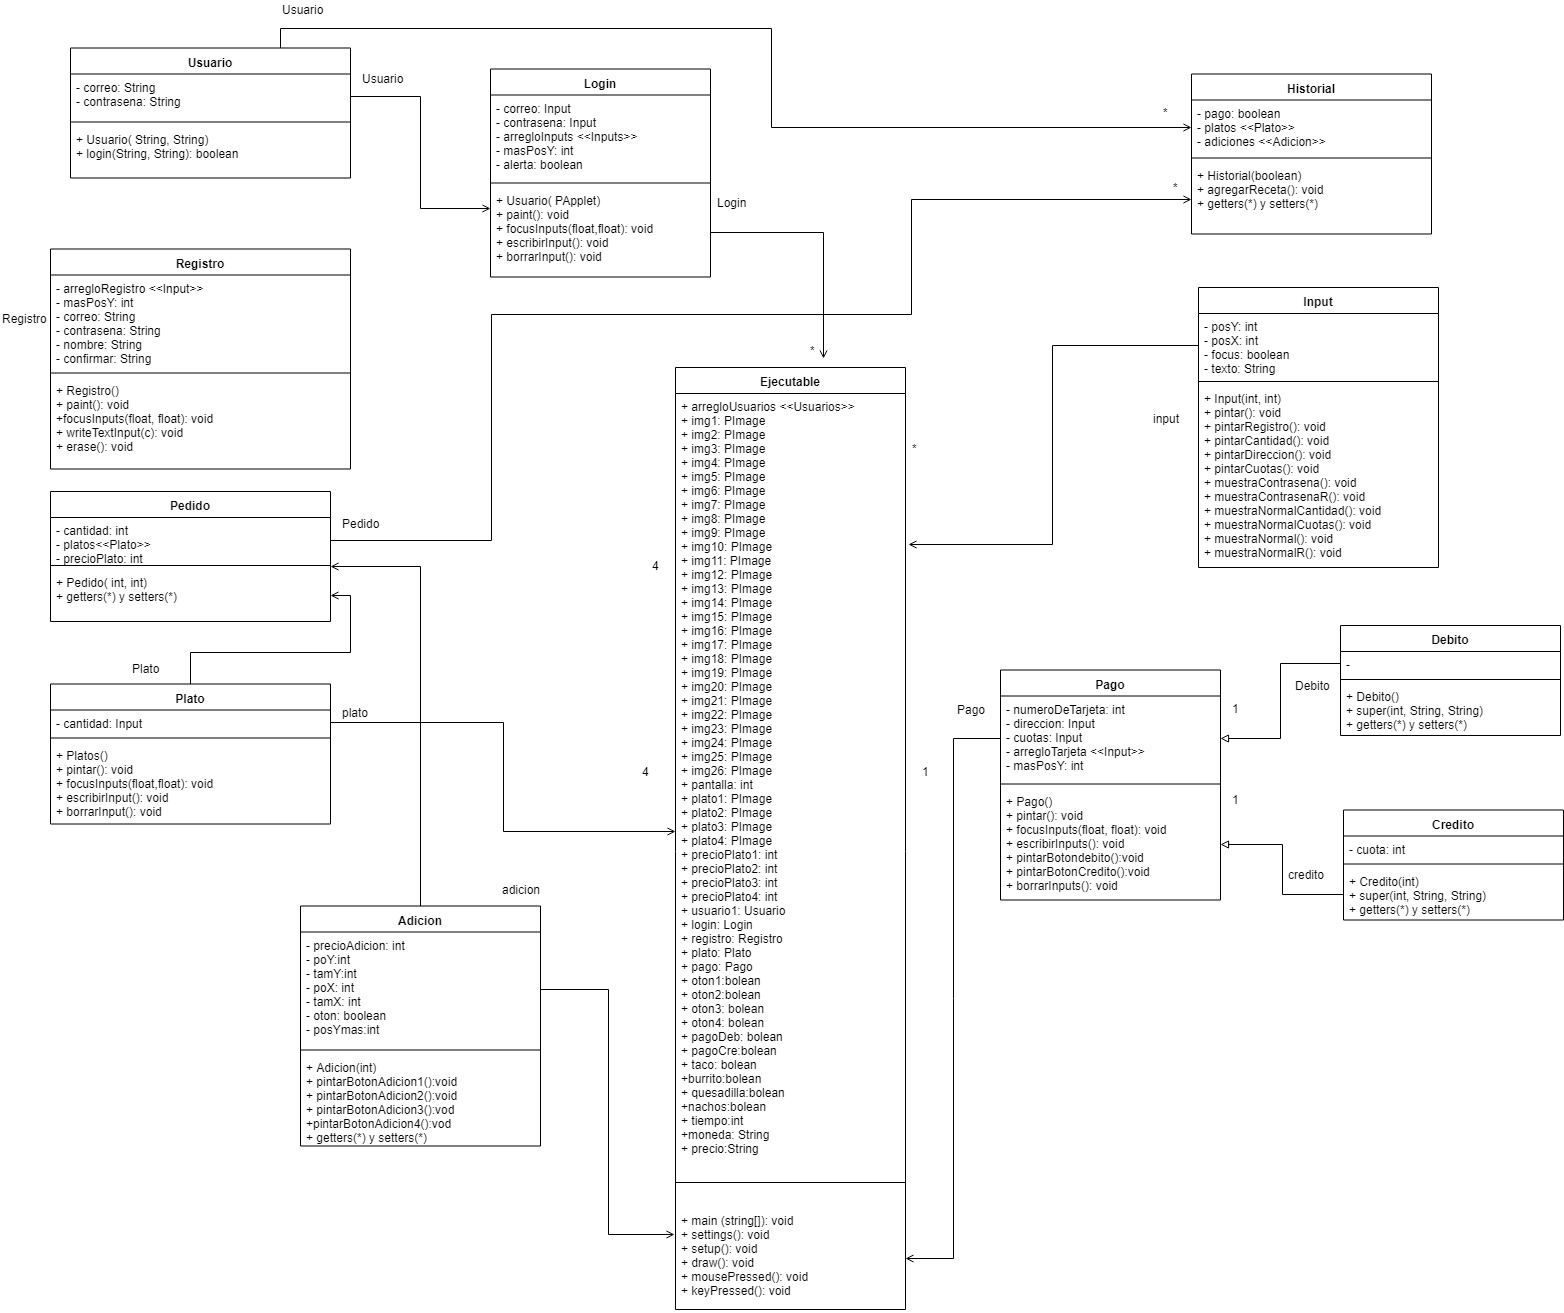 Usuario
Usuario
- correo: String
- contrasena: String
+ Usuario( String, String)
+ login(String, String): boolean
Usuario
Login
- correo: Input
- contrasena: Input
- arregloInputs <<Inputs>>
- masPosY: int
- alerta: boolean
+ Usuario( PApplet)
+ paint(): void
+ focusInputs(float,float): void
+ escribirInput(): void
+ borrarInput(): void
Login
*
Historial
- pago: boolean
- platos <<Plato>>
- adiciones <<Adicion>>
+ Historial(boolean)
+ agregarReceta(): void
+ getters(*) y setters(*)
*
*
Registro
Registro
- arregloRegistro <<Input>>
- masPosY: int
- correo: String
- contrasena: String
- nombre: String
- confirmar: String
+ Registro()
+ paint(): void
+focusInputs(float, float): void
+ writeTextInput(c): void
+ erase(): void
Input
- posY: int
- posX: int
- focus: boolean
- texto: String
+ Input(int, int)
+ pintar(): void
+ pintarRegistro(): void
+ pintarCantidad(): void
+ pintarDireccion(): void
+ pintarCuotas(): void
+ muestraContrasena(): void
+ muestraContrasenaR(): void
+ muestraNormalCantidad(): void
+ muestraNormalCuotas(): void
+ muestraNormal(): void
+ muestraNormalR(): void
input
*
Pedido
- cantidad: int
- platos<<Plato>>
- precioPlato: int
+ Pedido( int, int)
+ getters(*) y setters(*)
Pedido
4
Plato
Plato
- cantidad: Input
+ Platos()
+ pintar(): void
+ focusInputs(float,float): void
+ escribirInput(): void
+ borrarInput(): void
plato
4
Ejecutable
+ arregloUsuarios <<Usuarios>>
+ img1: PImage
+ img2: PImage
+ img3: PImage
+ img4: PImage
+ img5: PImage
+ img6: PImage
+ img7: PImage
+ img8: PImage
+ img9: PImage
+ img10: PImage
+ img11: PImage
+ img12: PImage
+ img13: PImage
+ img14: PImage
+ img15: PImage
+ img16: PImage
+ img17: PImage
+ img18: PImage
+ img19: PImage
+ img20: PImage
+ img21: PImage
+ img22: PImage
+ img23: PImage
+ img24: PImage
+ img25: PImage
+ img26: PImage
+ pantalla: int
+ plato1: PImage
+ plato2: PImage
+ plato3: PImage
+ plato4: PImage
+ precioPlato1: int
+ precioPlato2: int
+ precioPlato3: int
+ precioPlato4: int
+ usuario1: Usuario
+ login: Login
+ registro: Registro
+ plato: Plato
+ pago: Pago
+ oton1:bolean
+ oton2:bolean
+ oton3: bolean
+ oton4: bolean
+ pagoDeb: bolean
+ pagoCre:bolean
+ taco: bolean
+burrito:bolean
+ quesadilla:bolean
+nachos:bolean
+ tiempo:int
+moneda: String
+ precio:String
+ main (string[]): void
+ settings(): void
+ setup(): void
+ draw(): void
+ mousePressed(): void
+ keyPressed(): void
adicion
Adicion
- precioAdicion: int
- poY:int
- tamY:int
- poX: int
- tamX: int
- oton: boolean
- posYmas:int
+ Adicion(int)
+ pintarBotonAdicion1():void
+ pintarBotonAdicion2():void
+ pintarBotonAdicion3():vod
+pintarBotonAdicion4():vod
+ getters(*) y setters(*)
1
Pago
Pago
- numeroDeTarjeta: int
- direccion: Input
- cuotas: Input
- arregloTarjeta <<Input>>
- masPosY: int
+ Pago()
+ pintar(): void
+ focusInputs(float, float): void
+ escribirInputs(): void
+ pintarBotondebito():void
+ pintarBotonCredito():void
+ borrarInputs(): void
1
1
Debito
Debito
-
+ Debito()
+ super(int, String, String)
+ getters(*) y setters(*)
credito
Credito
- cuota: int
+ Credito(int)
+ super(int, String, String)
+ getters(*) y setters(*)